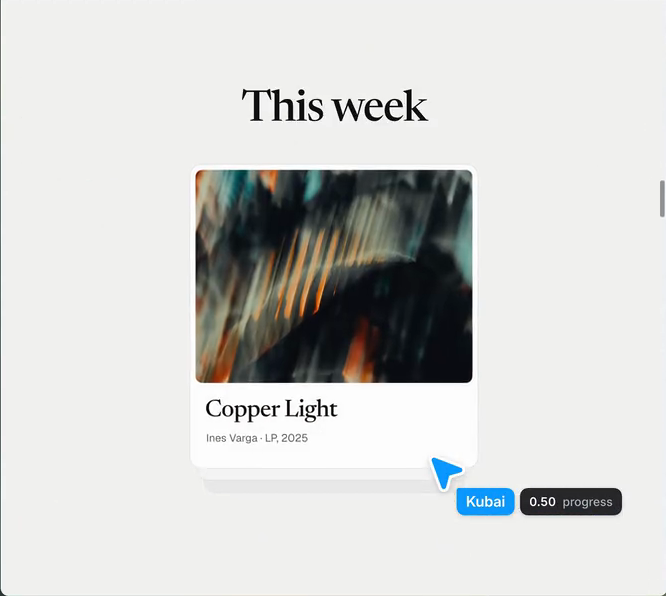 This week
Copper Light
Ines Varga · LP, 2025
Kubai
0.50 progress